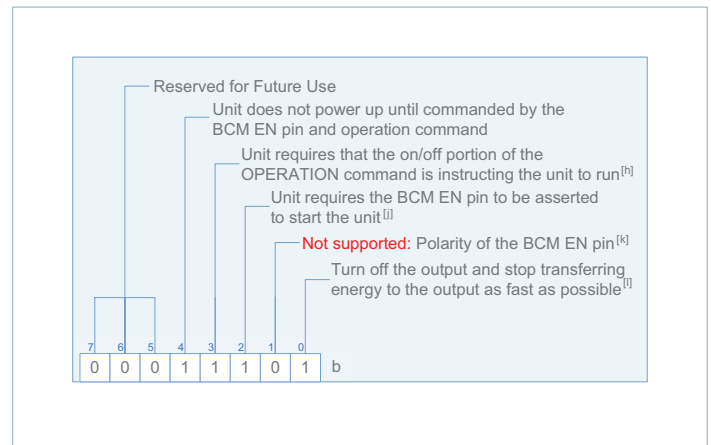 Reserved for Future Use
Unit does not power up until commanded by the
BCM EN pin and operation command
Unit requires that the on/off portion of the
OPERATION command is instructing the unit to run[h]
Unit requires the BCM EN pin to be asserted
to start the unit[j]
Not supported: Polarity of the BCM EN pin[k]
Turn off the output and stop transferring
energy to the output as fast as possible[l]
7 6 5 4 3 2 1 0
0 0 0 1 1 1 0 1 b